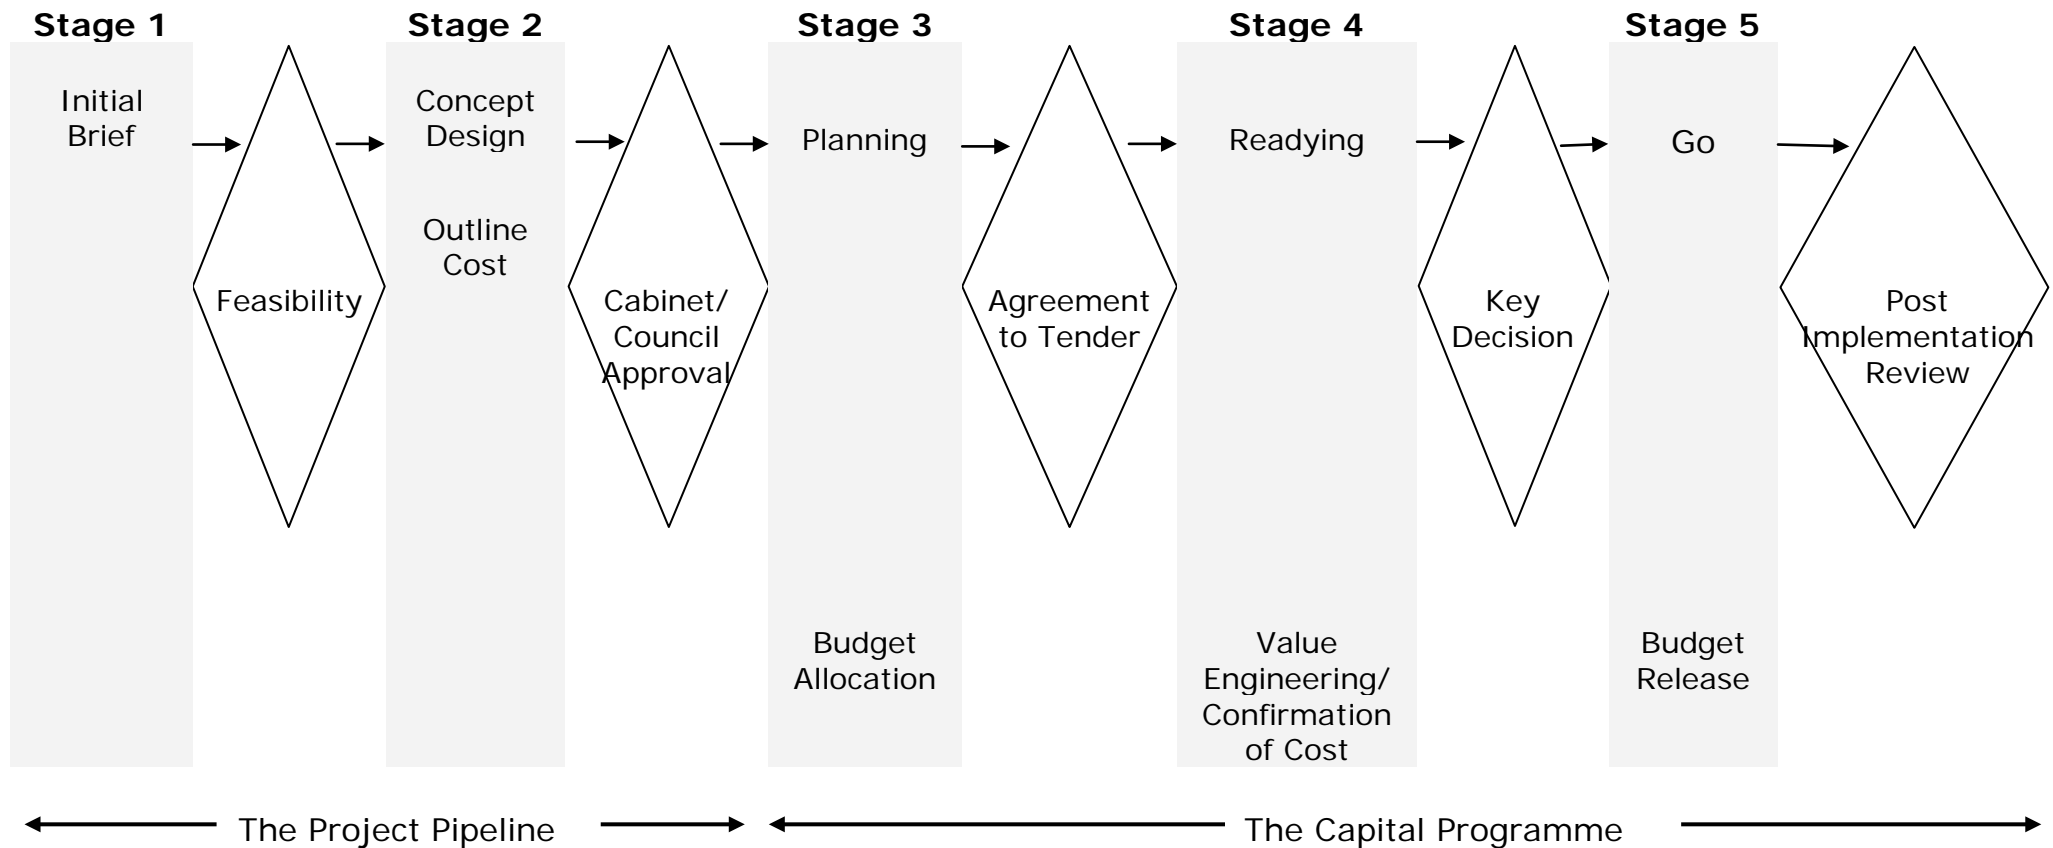 Stage 1
Stage 2
Stage 3
Stage 4
Stage 5
Initial
Brief
Feasibility
Concept
Design
Outline
Cost
Cabinet/
Council
Approval
Planning
Budget
Allocation
Agreement
to Tender
Readying
Value
Engineering/
Confirmation
of Cost
Key
Decision
Go
Budget
Release
Post
Implementation
Review
The Project Pipeline
The Capital Programme